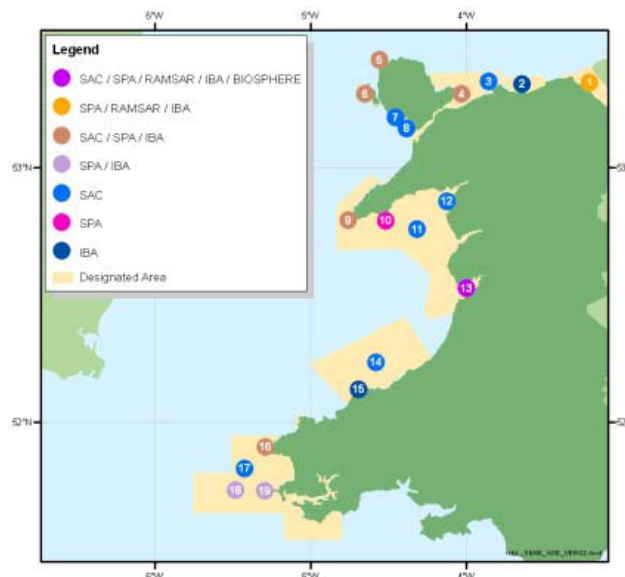 6°W 5°W 4°W
Legend
SAC / SPA / RAMSAR / IBA / BIOSPHERE
SPA / RAMSAR / IBA
SAC / SPA / IBA
SPA / IBA
SAC
SPA
IBA
Designated Area
5
6
3
2
1
4
7
8
53°N
53
12
9
10
11
13
14
15
52°N
52
16
17
18
19
6°W 5°W 4°W